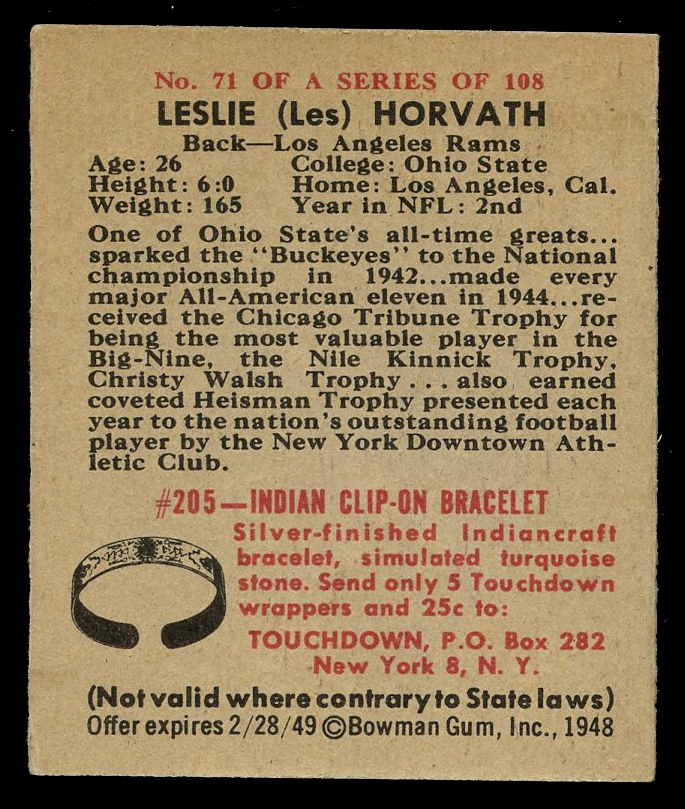 No. 71 OF A SERIES OF 108
LESLIE (Les) HORVATH
Back—Los Angeles Rams
Age: 26 College: Ohio State
Height: 6:0 Home: Los Angeles, Cal.
Weight: 165 Year in NFL: 2nd
One of Ohio State's all-time greats...
sparked the "Buckeyes" to the National
championship in 1942...made every
major All-American eleven in 1944...re-
ceived the Chicago Tribune Trophy for
being the most valuable player in the
Big-Nine, the Nile Kinnick Trophy,
Christy Walsh Trophy... also earned
coveted Heisman Trophy presented each
year to the nation's outstanding football
player by the New York Downtown Ath-
letic Club.
#205—INDIAN CLIP-ON BRACELET
Silver-finished Indiancraft
bracelet, simulated turquoise
stone. Send only 5 Touchdown
wrappers and 25c to:
TOUCHDOWN, P.O. Box 282
New York 8, N. Y.
(Not valid where contrary to State laws)
Offer expires 2/28/49 ©Bowman Gum, Inc., 1948